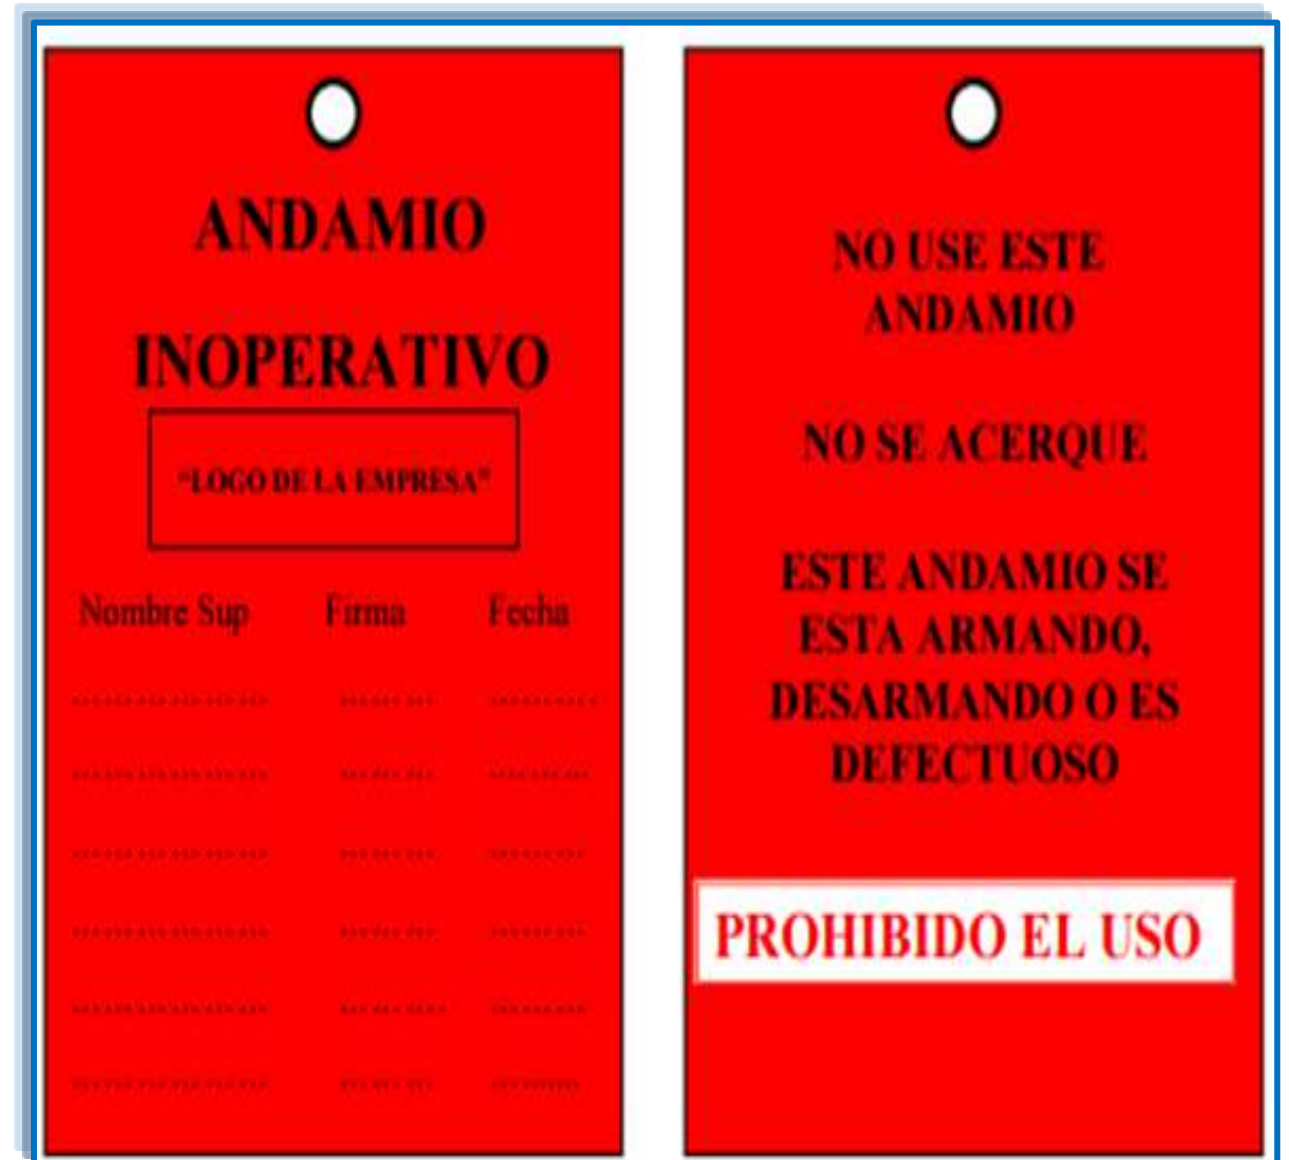 ANDAMIO
INOPERATIVO
“LOGO DE LA EMPRESA”
Nombre Sup Firma Fecha
NO USE ESTE
ANDAMIO
NO SE ACERQUE
ESTE ANDAMIO SE
ESTA ARMANDO,
DESARMANDO O ES
DEFECTUOSO
PROHIBIDO EL USO